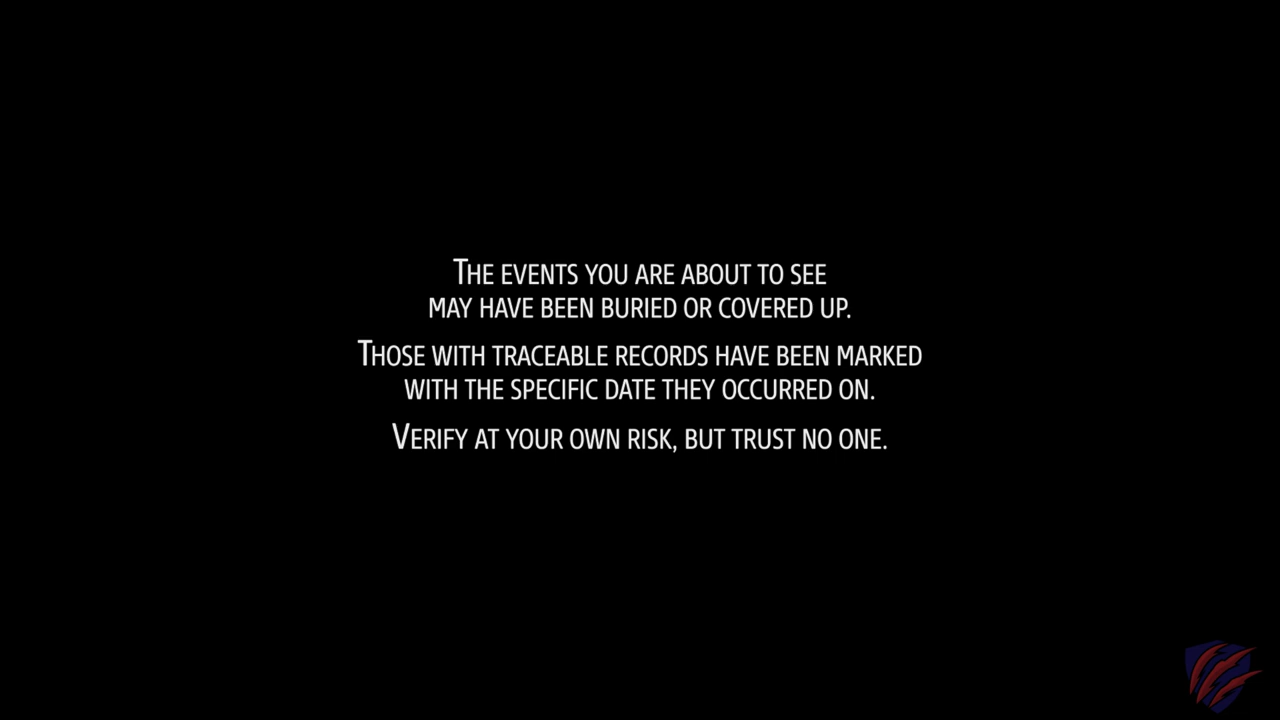 THE EVENTS YOU ARE ABOUT TO SEE
MAY HAVE BEEN BURIED OR COVERED UP.
THOSE WITH TRACEABLE RECORDS HAVE BEEN MARKED
WITH THE SPECIFIC DATE THEY OCCURRED ON.
VERIFY AT YOUR OWN RISK, BUT TRUST NO ONE.